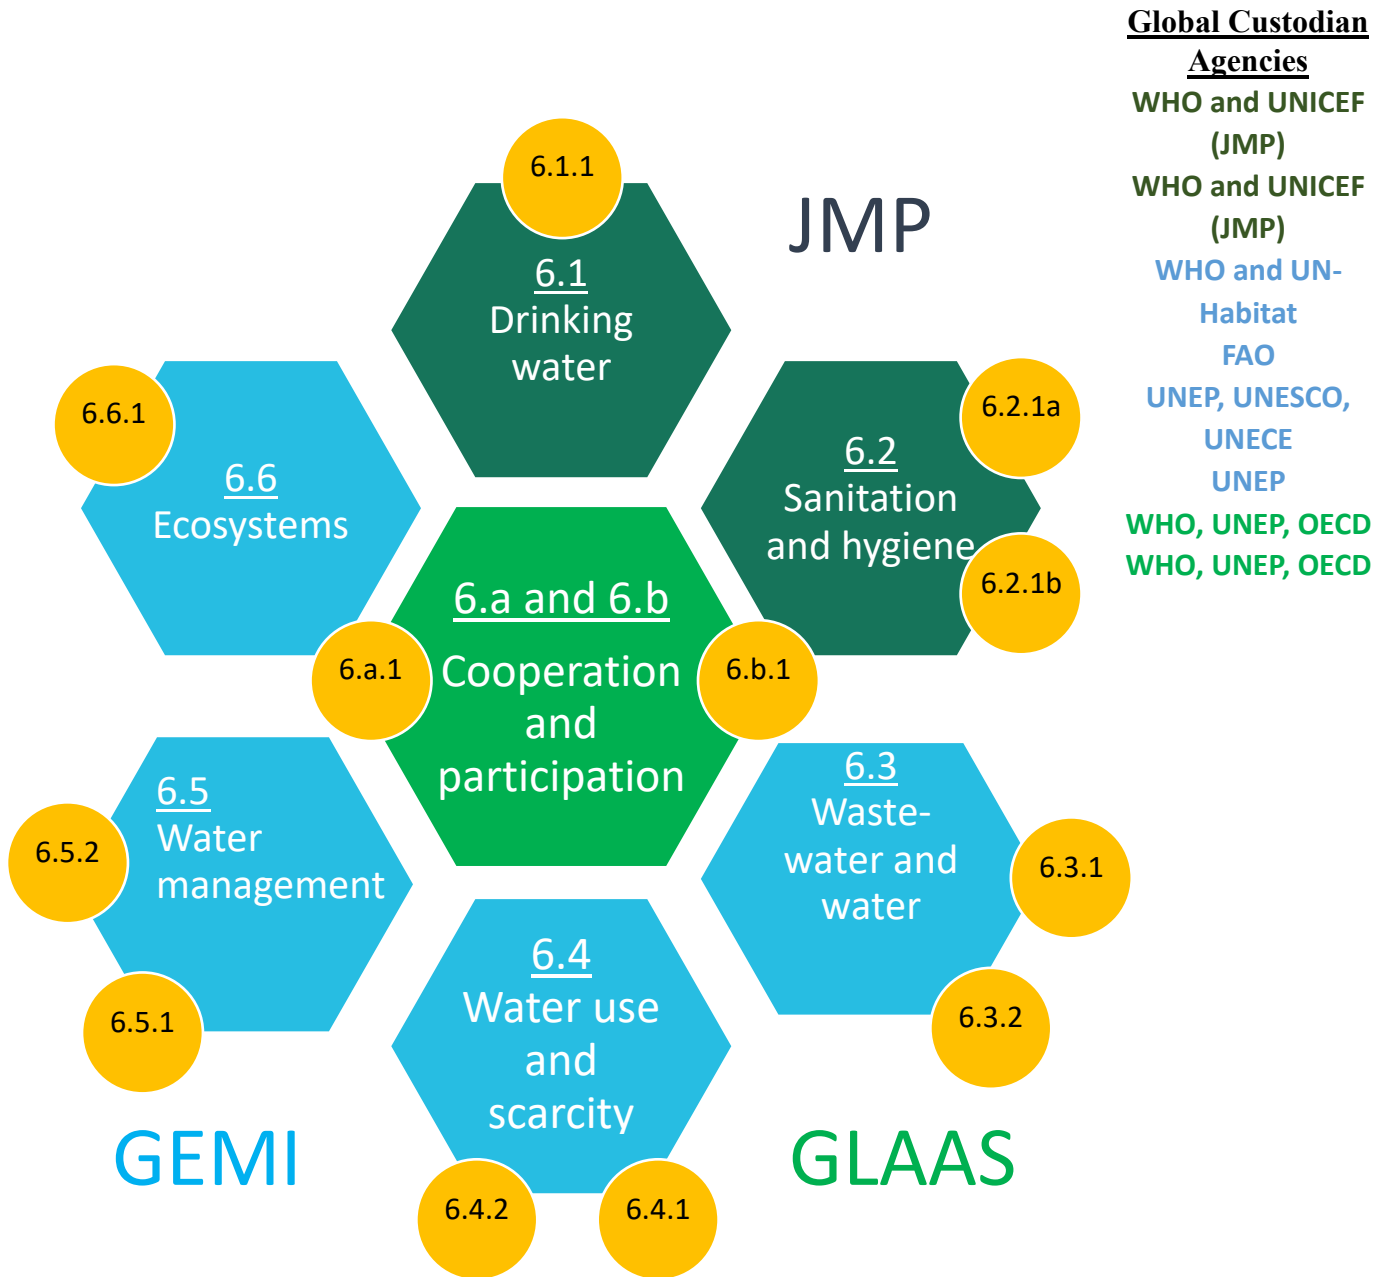 Global Custodian
Agencies
WHO and UNICEF
(JMP)
WHO and UNICEF
(JMP)
WHO and UN-
Habitat
FAO
UNEP, UNESCO,
UNECE
UNEP
WHO, UNEP, OECD
WHO, UNEP, OECD
JMP
6.1.1
6.1
Drinking
water
6.2.1a
6.2
Sanitation
and hygiene
6.2.1b
6.6.1
6.6
Ecosystems
6.a and 6.b
Cooperation
and
participation
6.a.1
6.b.1
6.3
Waste-
water and
water
6.3.1
6.3.2
6.5
Water
management
6.5.2
6.5.1
6.4
Water use
and
scarcity
6.4.2
6.4.1
GEMI
GLAAS